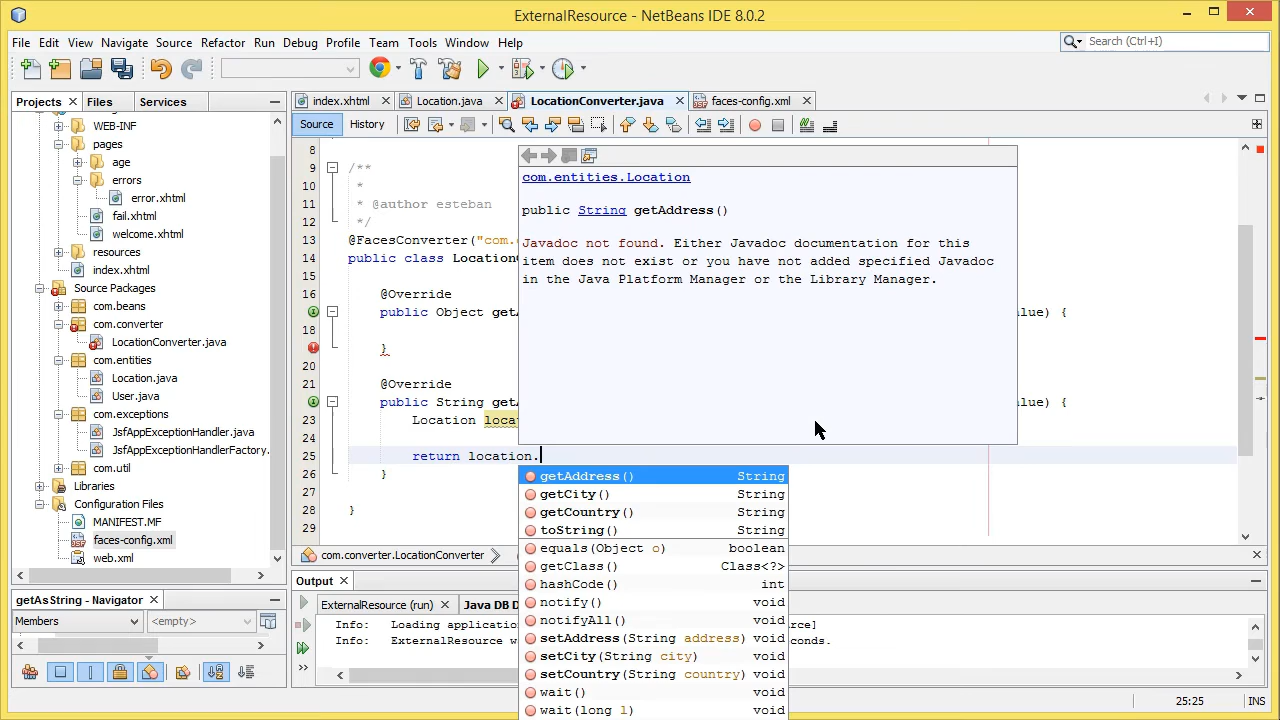 ExternalResource - NetBeans IDE 8.0.2
File Edit View Navigate Source Refactor Run Debug Profile Team Tools Window Help
Search (Ctrl+I)
Projects Files Services
index.xhtml Location.java LocationConverter.java faces-config.xml
Source History
WEB-INF
pages
age
errors
error.xhtml
fail.xhtml
welcome.xhtml
resources
index.xhtml
Source Packages
com.beans
com.converter
LocationConverter.java
com.entities
Location.java
User.java
com.exceptions
JsfAppExceptionHandler.java
JsfAppExceptionHandlerFactory.
com.util
Libraries
Configuration Files
MANIFEST.MF
faces-config.xml
web.xml
8
9 /**
10 *
11 * @author esteban
12 */
13 @FacesConverter("com.
14 public class LocationC
15
16 @Override
public Object getA alue) {
18
}
20
21 @Override
public String getA alue) {
23 Location loca
24
25 return location.
26 }
27
28 }
29
com.entities.Location
public String getAddress()
Javadoc not found. Either Javadoc documentation for this
item does not exist or you have not added specified Javadoc
in the Java Platform Manager or the Library Manager.
getAddress() String
getCity() String
getCountry() String
toString() String
equals(Object o) boolean
getClass() Class<?>
hashCode() int
notify() void
notifyAll() void
setAddress(String address) void
setCity(String city) void
setCountry(String country) void
wait() void
wait(long l) void
com.converter.LocationConverter
Output
ExternalResource (run) Java DB D
Info: Loading applicatio urce]
Info: ExternalResource w conds.
getAsString - Navigator
Members <empty>
25:25 INS